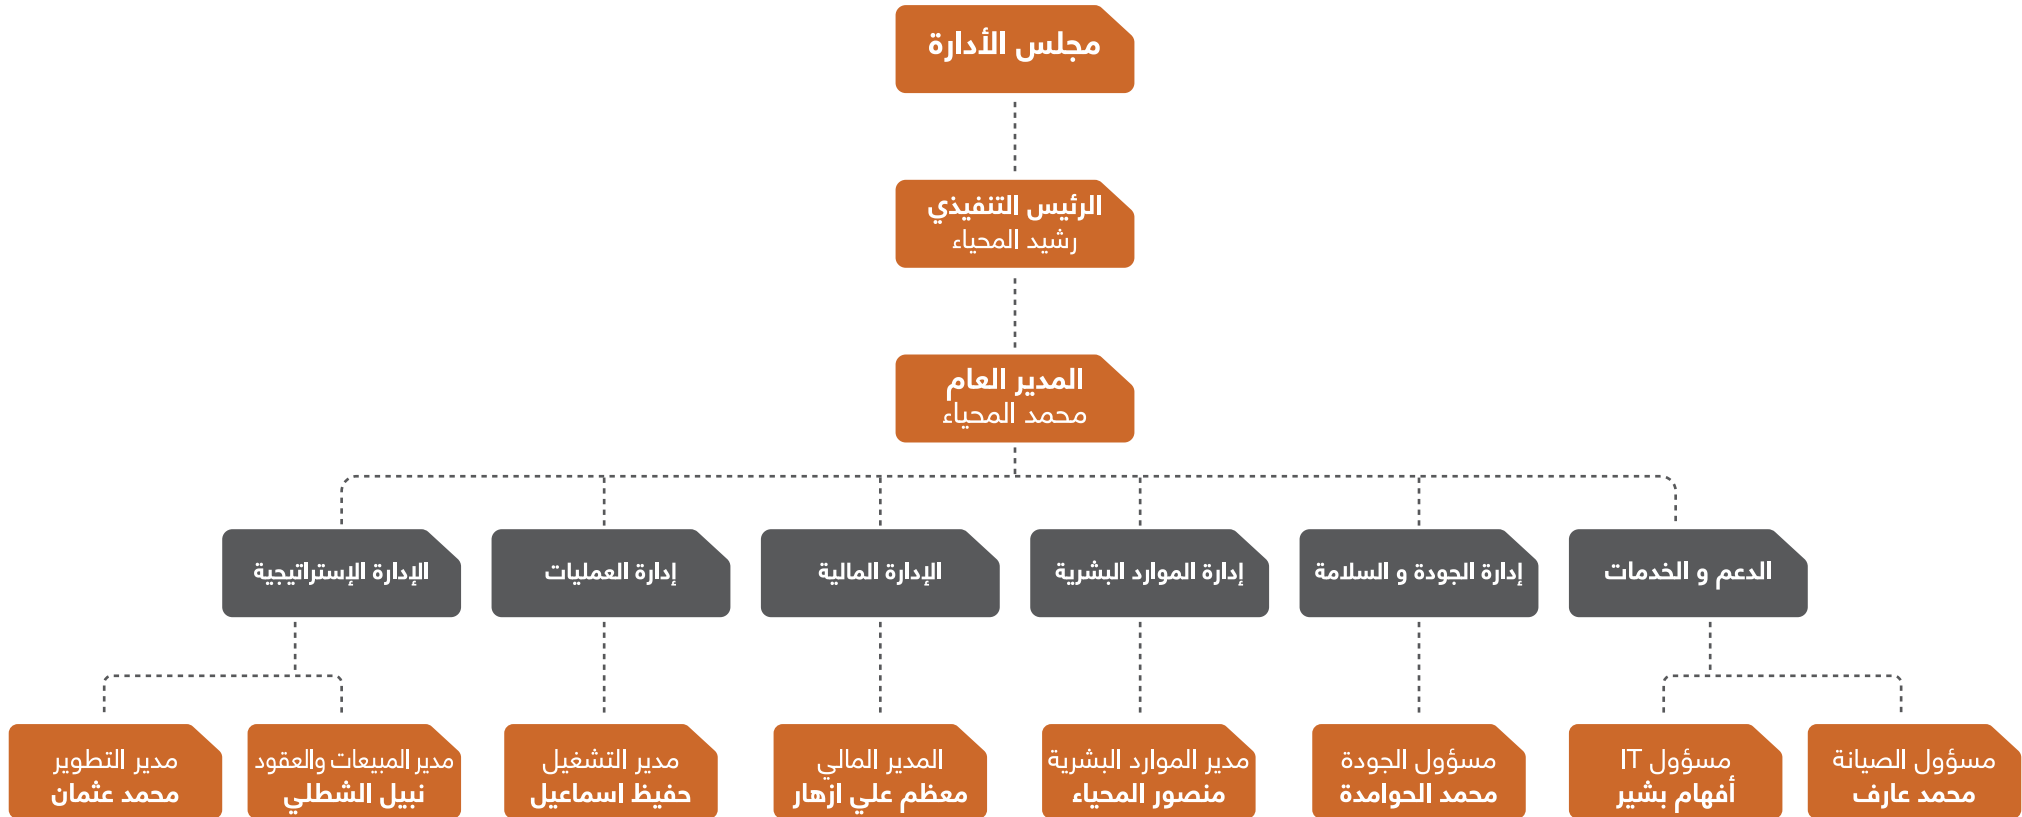 مجلس الأدارة
الرئيس التنفيذي
رشيد المحياء
المدير العام
محمد المحياء
الدعم و الخدمات
إدارة الجودة و السلامة
إدارة الموارد البشرية
الإدارة المالية
إدارة العمليات
الإدارة الإستراتيجية
مسؤول الصيانة
محمد عارف
مسؤول IT
أفهام بشير
مسؤول الجودة
محمد الحوامدة
مدير الموارد البشرية
منصور المحياء
المدير المالي
معظم علي ازهار
مدير التشغيل
حفيظ اسماعيل
مدير المبيعات والعقود
نبيل الشطلي
مدير التطوير
محمد عثمان